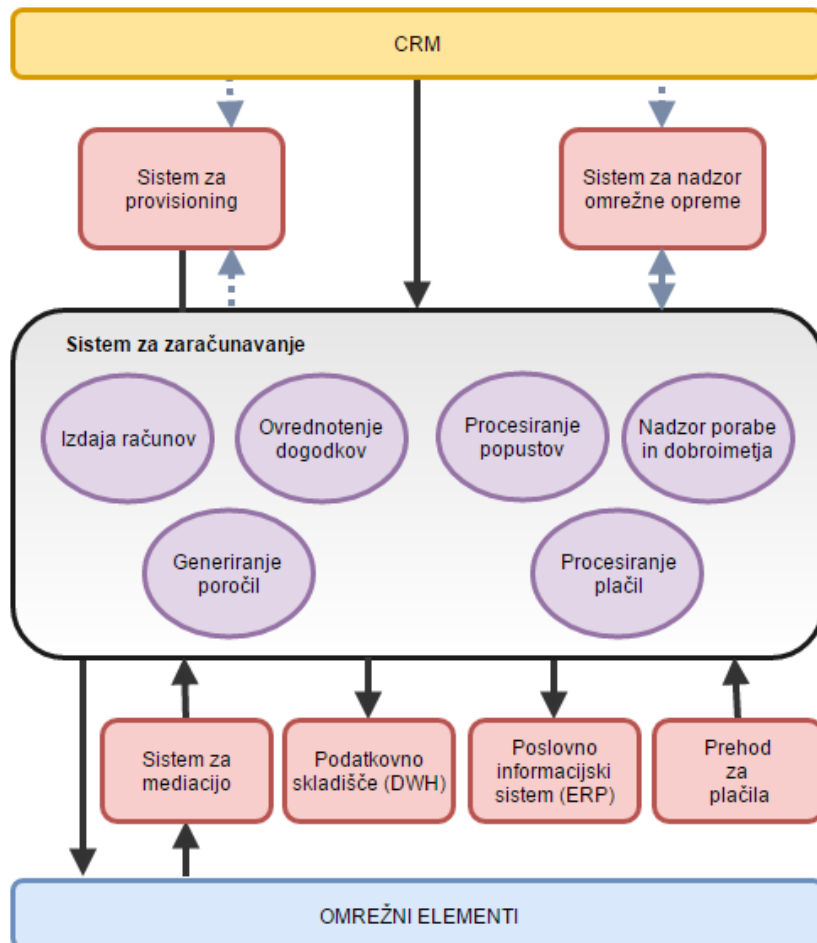 CRM
Sistem za
provisioning
Sistem za nadzor
omrežne opreme
Sistem za zaračunavanje
Izdaja računov
Ovrednotenje
dogodkov
Procesiranje
popustov
Nadzor porabe
in dobroimetja
Generiranje
poročil
Procesiranje
plačil
Sistem za
mediacijo
Podatkovno
skladišče (DWH)
Poslovno
informacijski
sistem (ERP)
Prehod
za
plačila
OMREŽNI ELEMENTI